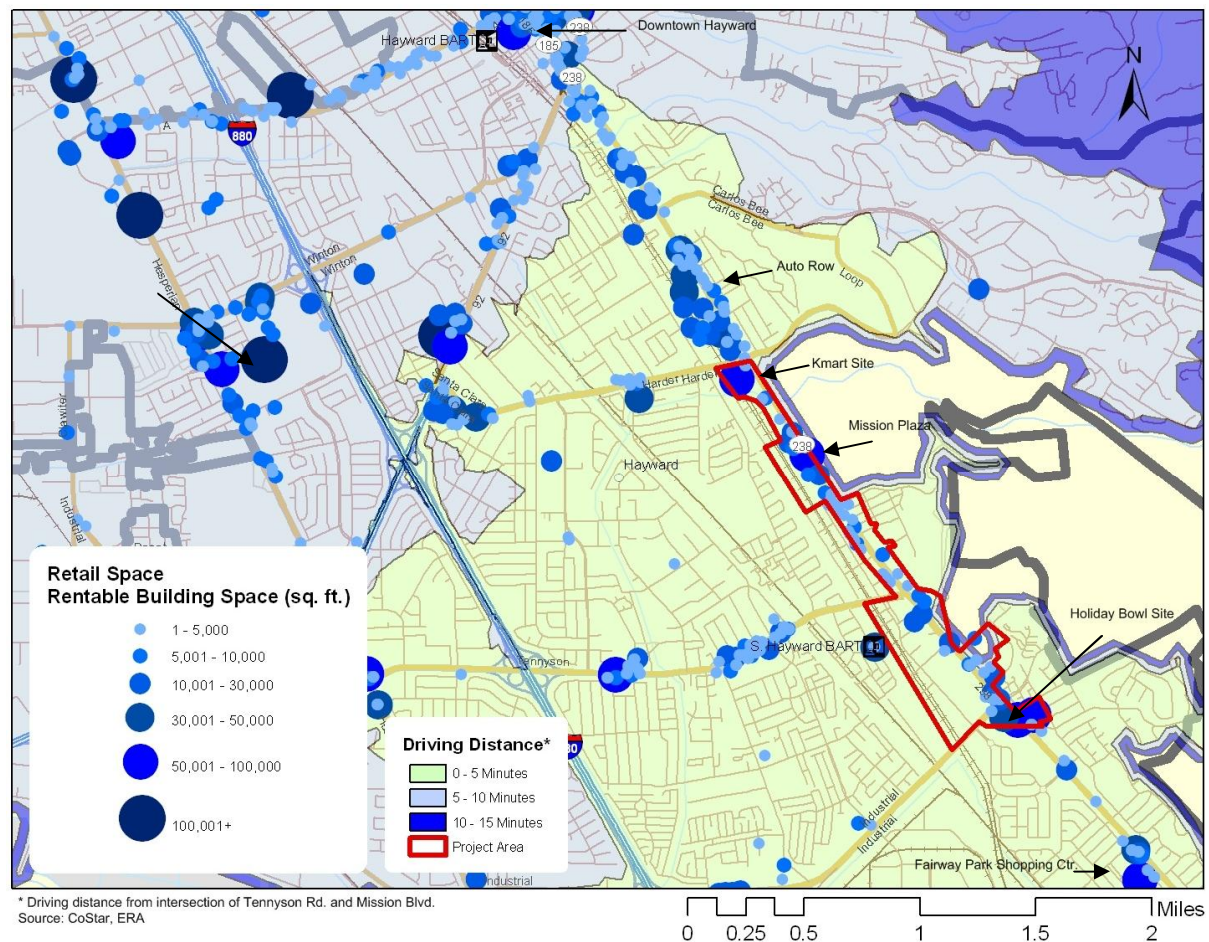 Downtown Hayward
238
Hayward BART
185
238
N
A
880
Carlos Bee
Carlos Bee
Winton
Winton
92
Hesperian
Auto Row
Loop
92
Kmart Site
Santa Clara
Harder Harder
Mission Plaza
238
Hayward
Industrial
Retail Space
Rentable Building Space (sq. ft.)
1 - 5,000
5,001 - 10,000
10,001 - 30,000
30,001 - 50,000
50,001 - 100,000
100,001+
Holiday Bowl Site
S. Hayward BART
Tennyson
238
Driving Distance*
0 - 5 Minutes
5 - 10 Minutes
10 - 15 Minutes
Project Area
Industrial
Industrial
Fairway Park Shopping Ctr.
Industrial
* Driving distance from intersection of Tennyson Rd. and Mission Blvd.
Source: CoStar, ERA
Miles
0 0.25 0.5 1 1.5 2